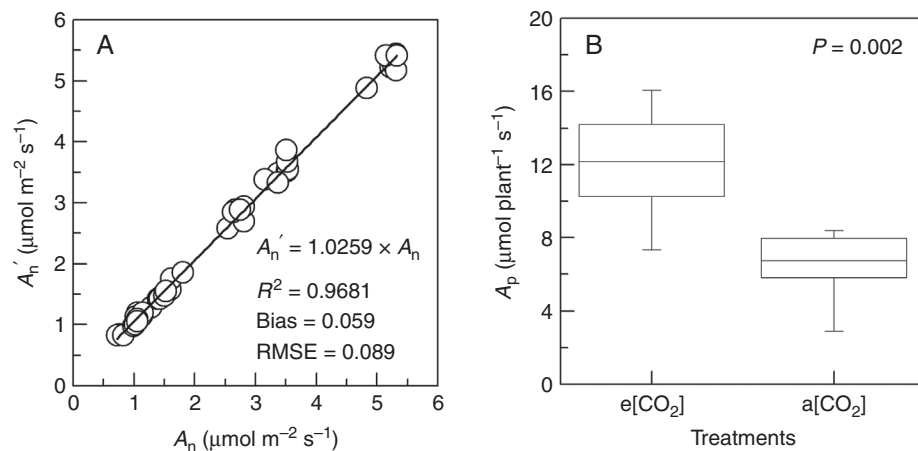 A
6
5
4
3
2
1
0
0 1 2 3 4 5 6
Aₙ′ (μmol m⁻² s⁻¹)
Aₙ (μmol m⁻² s⁻¹)
Aₙ′ = 1.0259 × Aₙ
R² = 0.9681
Bias = 0.059
RMSE = 0.089
B
P = 0.002
20
16
12
8
4
0
Aₚ (μmol plant⁻¹ s⁻¹)
e[CO₂] a[CO₂]
Treatments